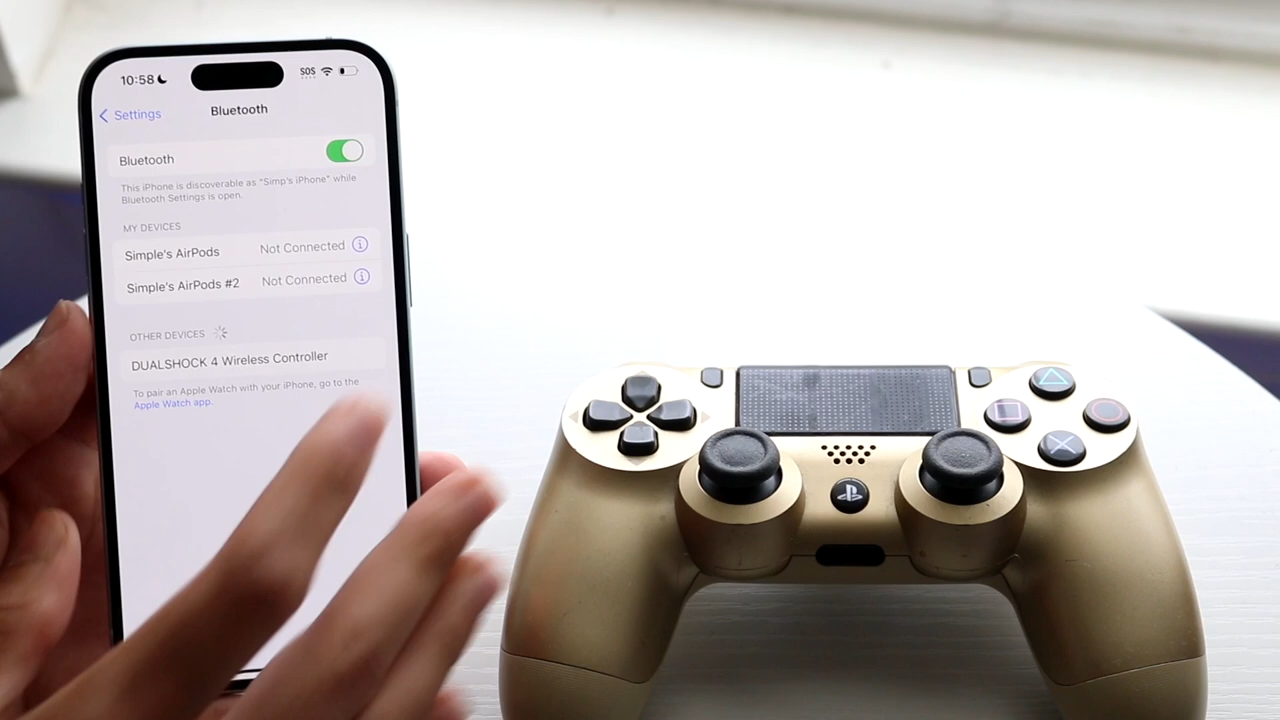 10:58
SOS
Settings
Bluetooth
Bluetooth
This iPhone is discoverable as "Simp's iPhone" while
Bluetooth Settings is open.
MY DEVICES
Simple's AirPods Not Connected
Simple's AirPods #2 Not Connected
OTHER DEVICES
DUALSHOCK 4 Wireless Controller
To pair an Apple Watch with your iPhone, go to the
Apple Watch app.